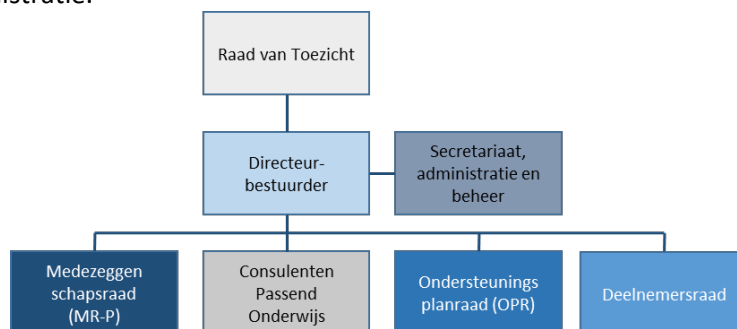 Raad van Toezicht
Directeur-
bestuurder
Secretariaat,
administratie en
beheer
Medezeggen
schapsraad
(MR-P)
Consulenten
Passend
Onderwijs
Ondersteunings
planraad (OPR)
Deelnemersraad